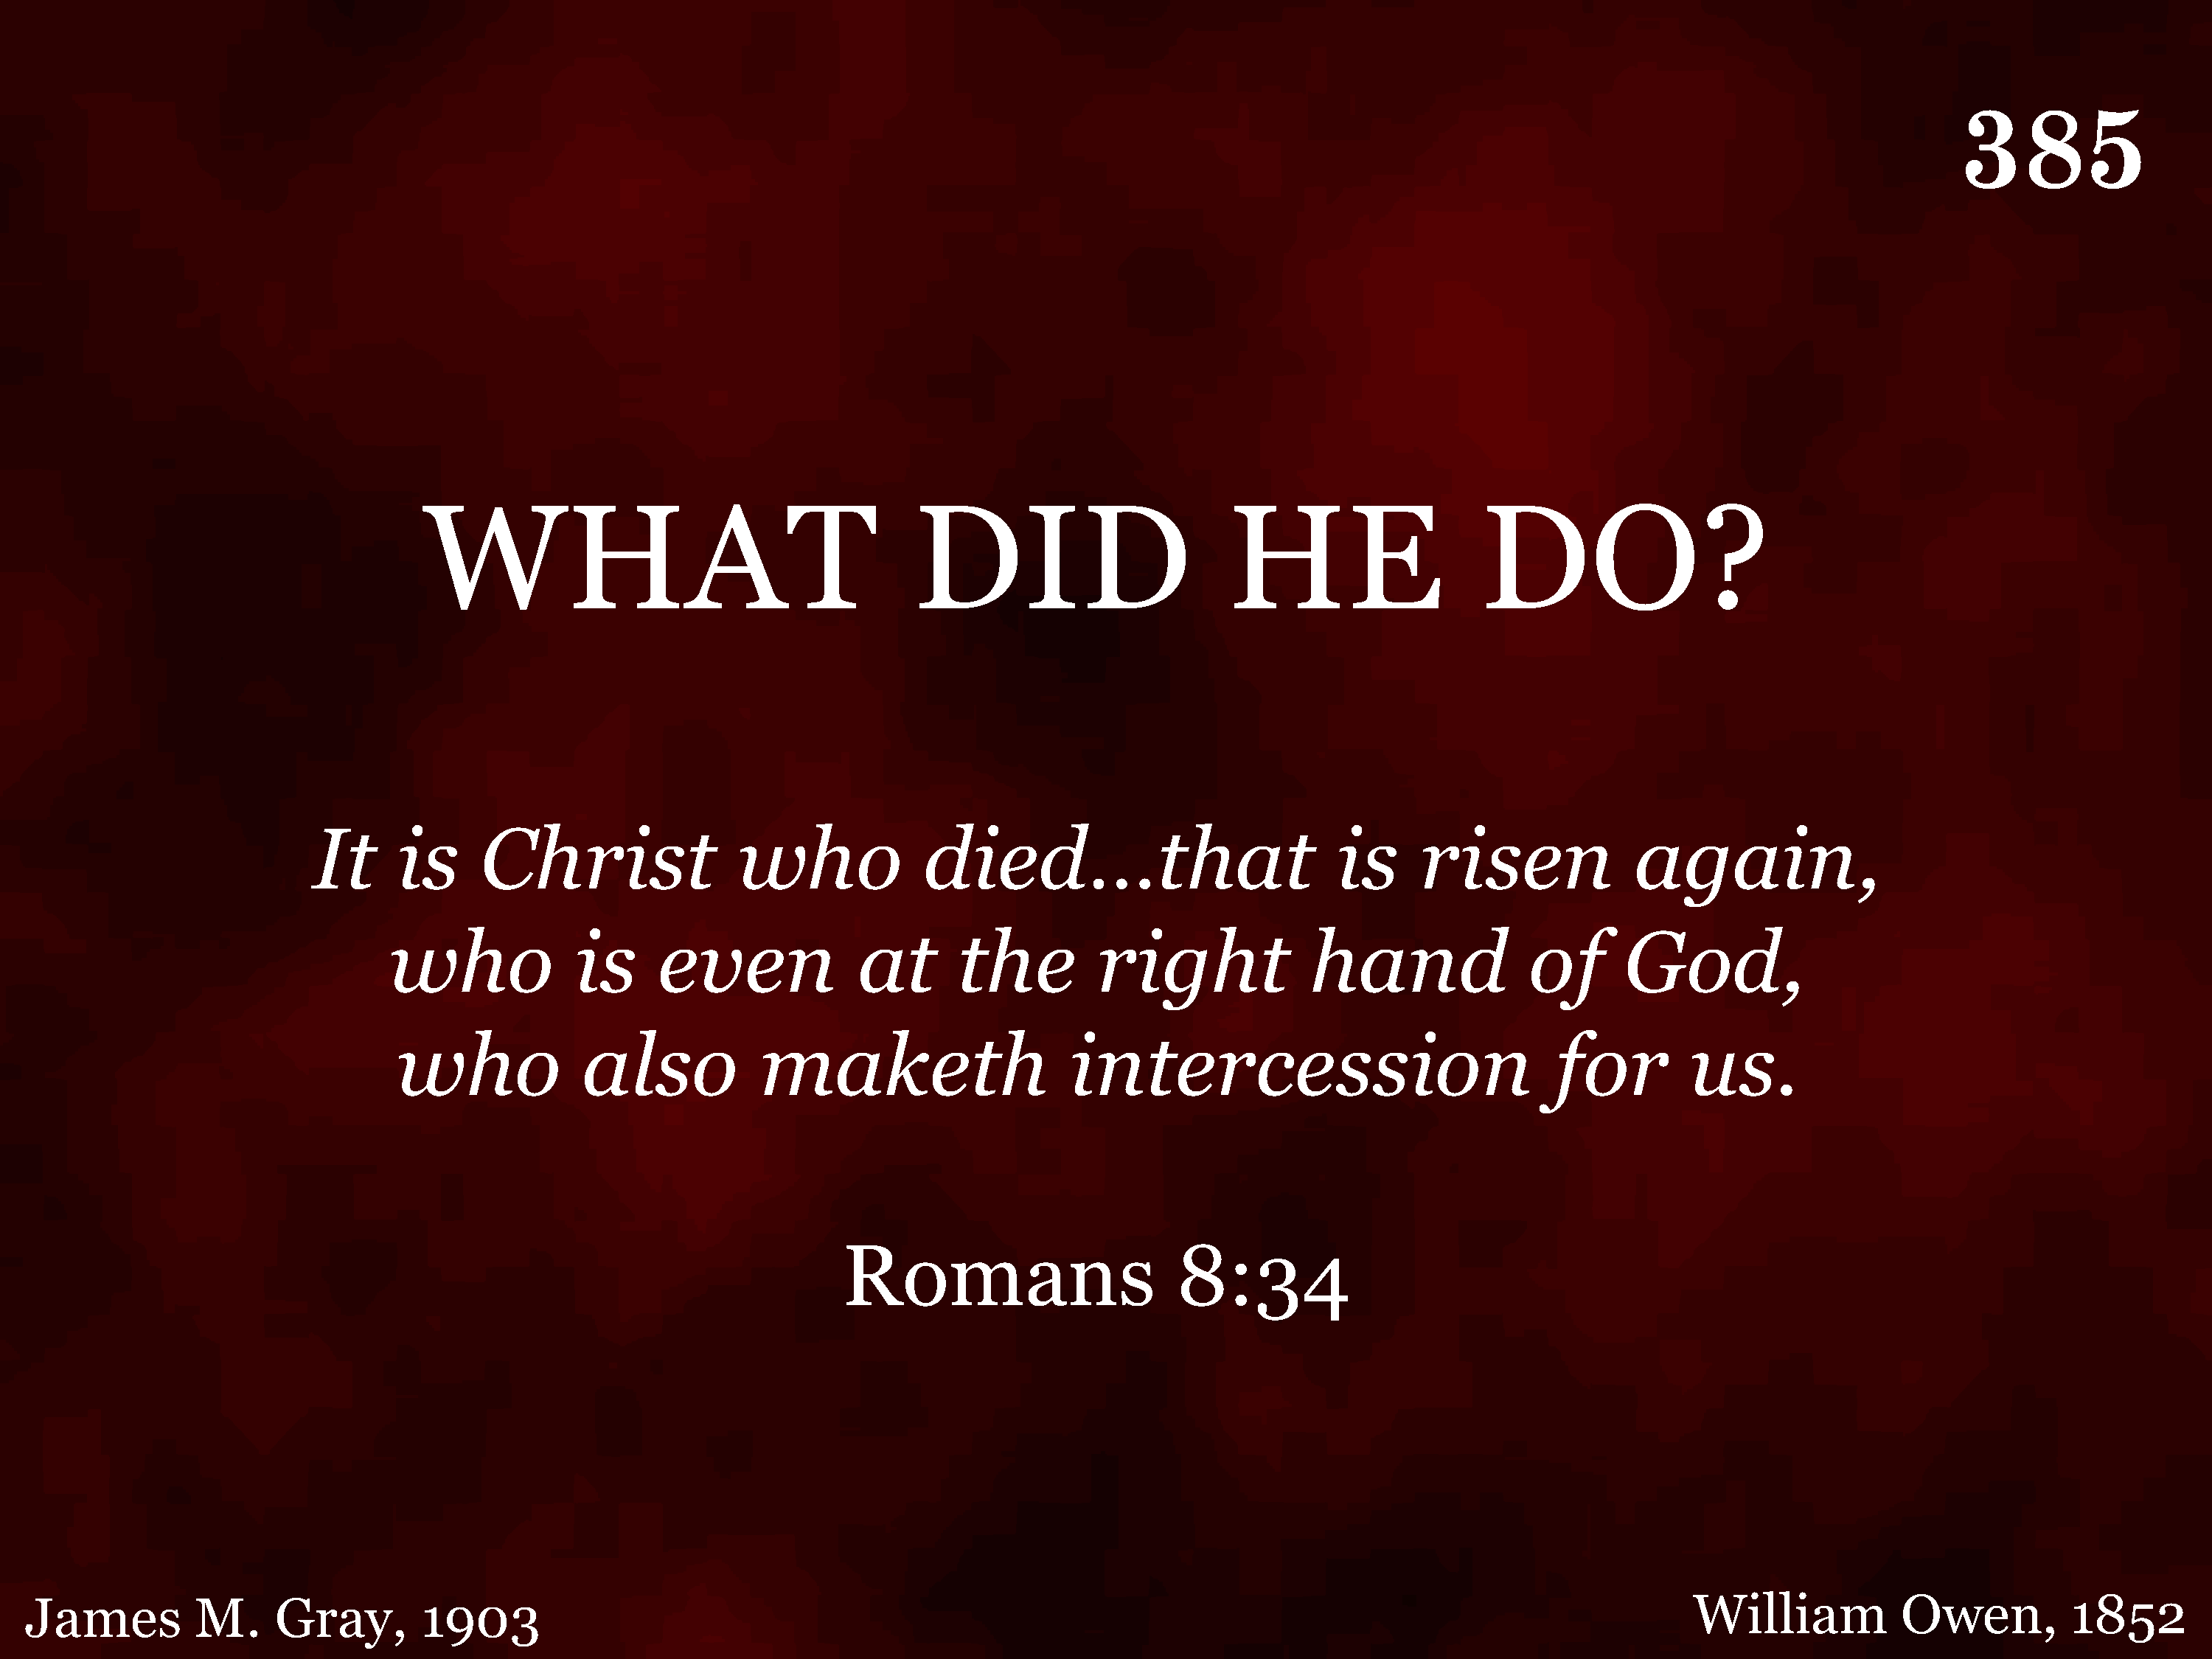 385
WHAT DID HE DO?
It is Christ who died...that is risen again,
who is even at the right hand of God,
who also maketh intercession for us.
Romans 8:34
James M. Gray, 1903
William Owen, 1852